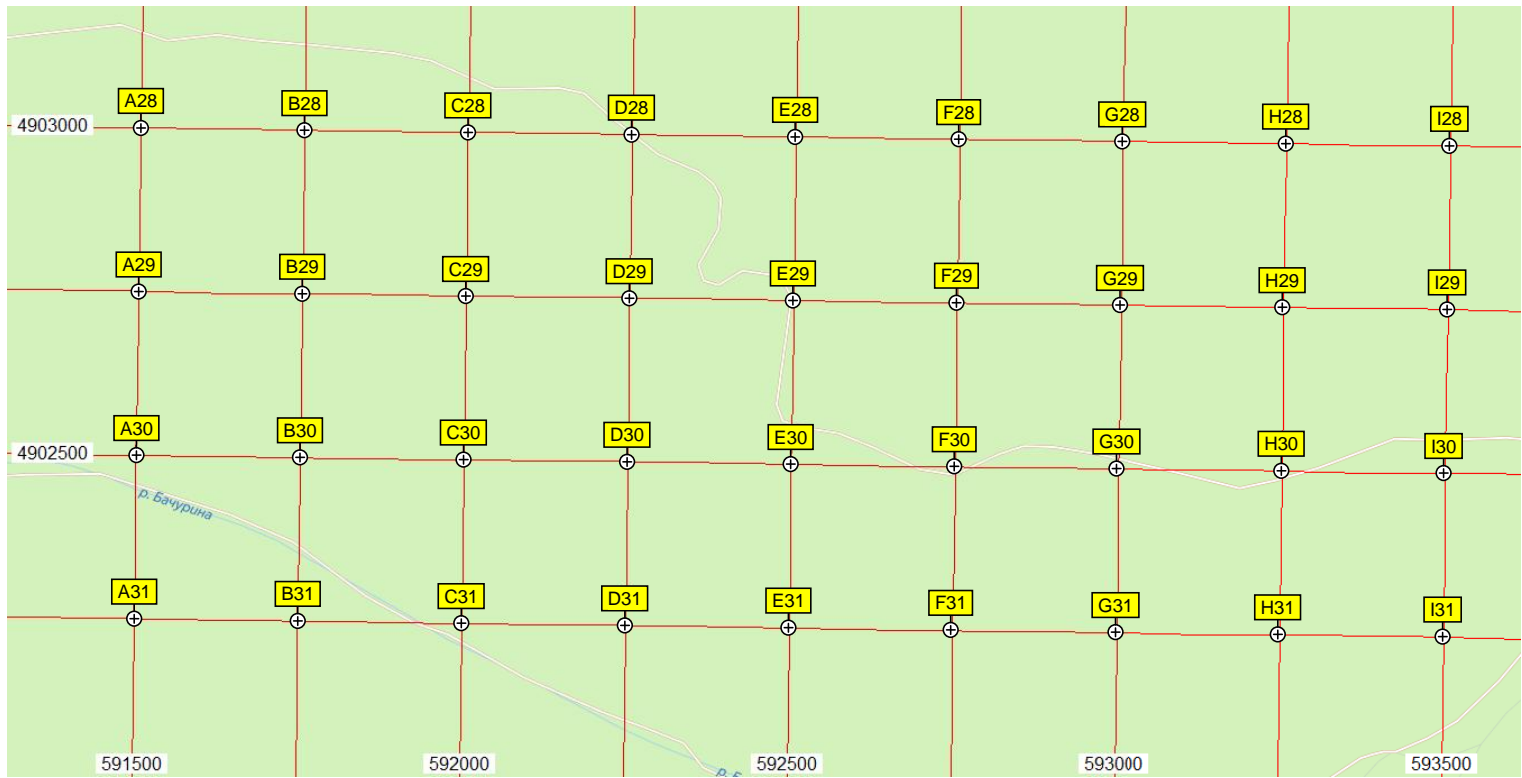 A28 B28 C28 D28 E28 F28 G28 H28 I28
4903000
A29 B29 C29 D29 E29 F29 G29 H29 I29
A30 B30 C30 D30 E30 F30 G30 H30 I30
4902500
р. Бачурина
A31 B31 C31 D31 E31 F31 G31 H31 I31
591500 592000 592500 593000 593500
р.